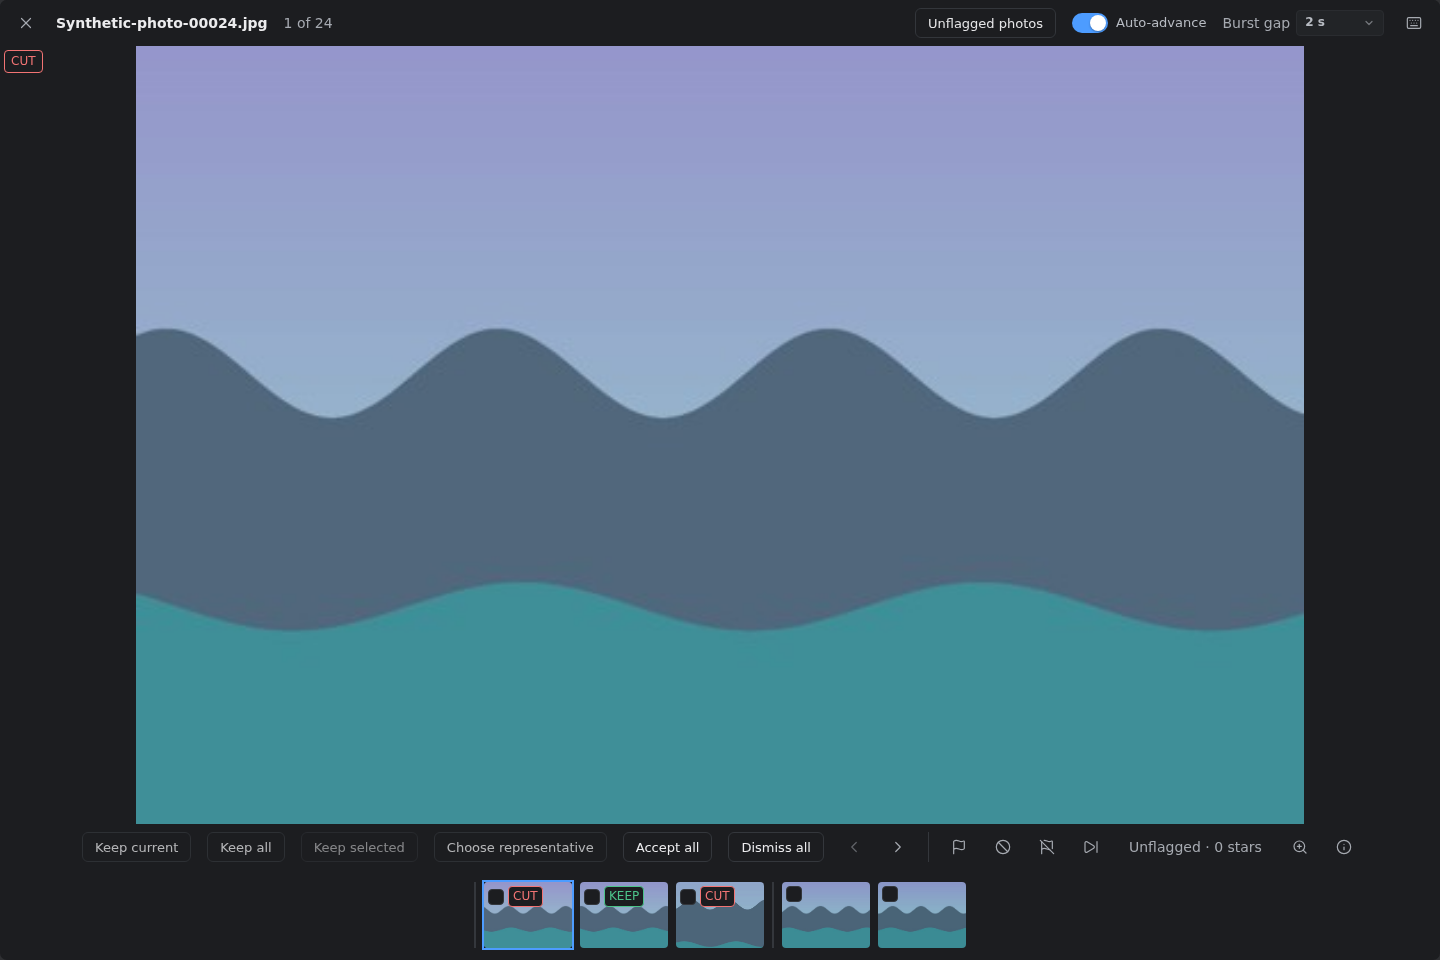 Synthetic-photo-00024.jpg 1 of 24 Unflagged photos Auto-advance Burst gap 2 s
CUT
Keep current Keep all Keep selected Choose representative Accept all Dismiss all Unflagged · 0 stars
CUT KEEP CUT